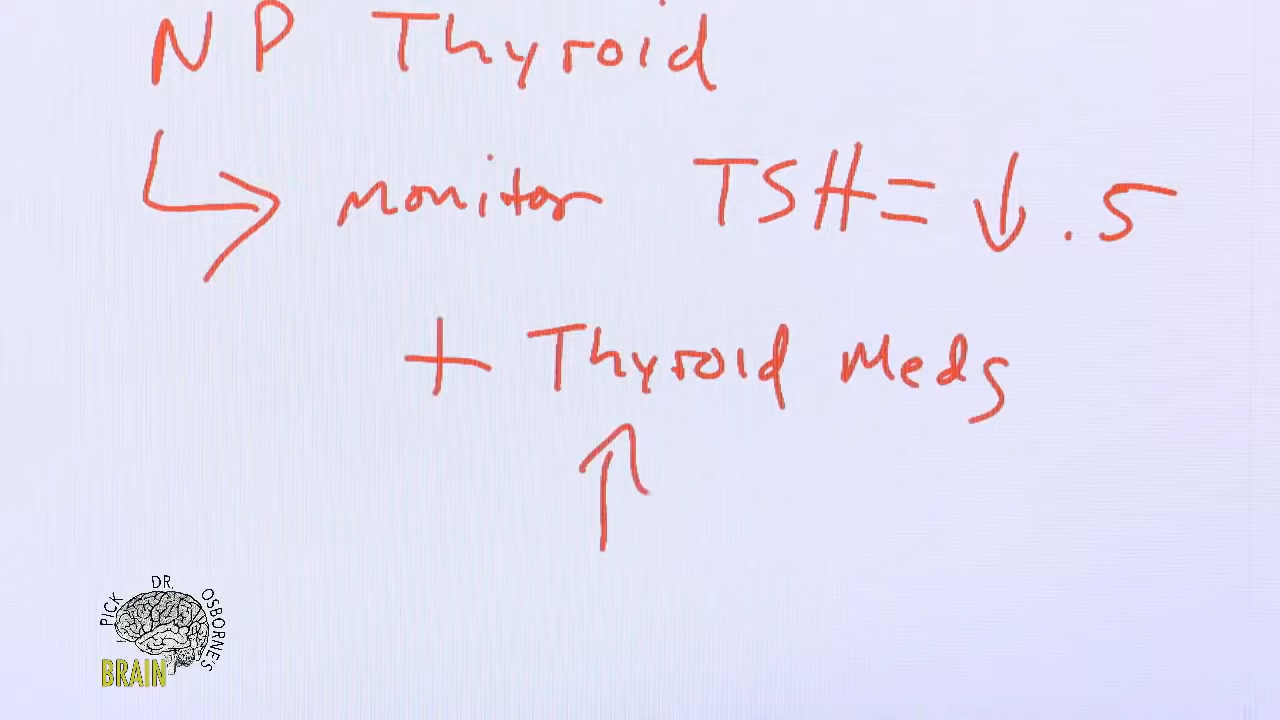 NP Thyroid
↳ monitor TSH = ↓ .5
+ Thyroid Meds
↑
PICK DR. OSBORNE'S
BRAIN